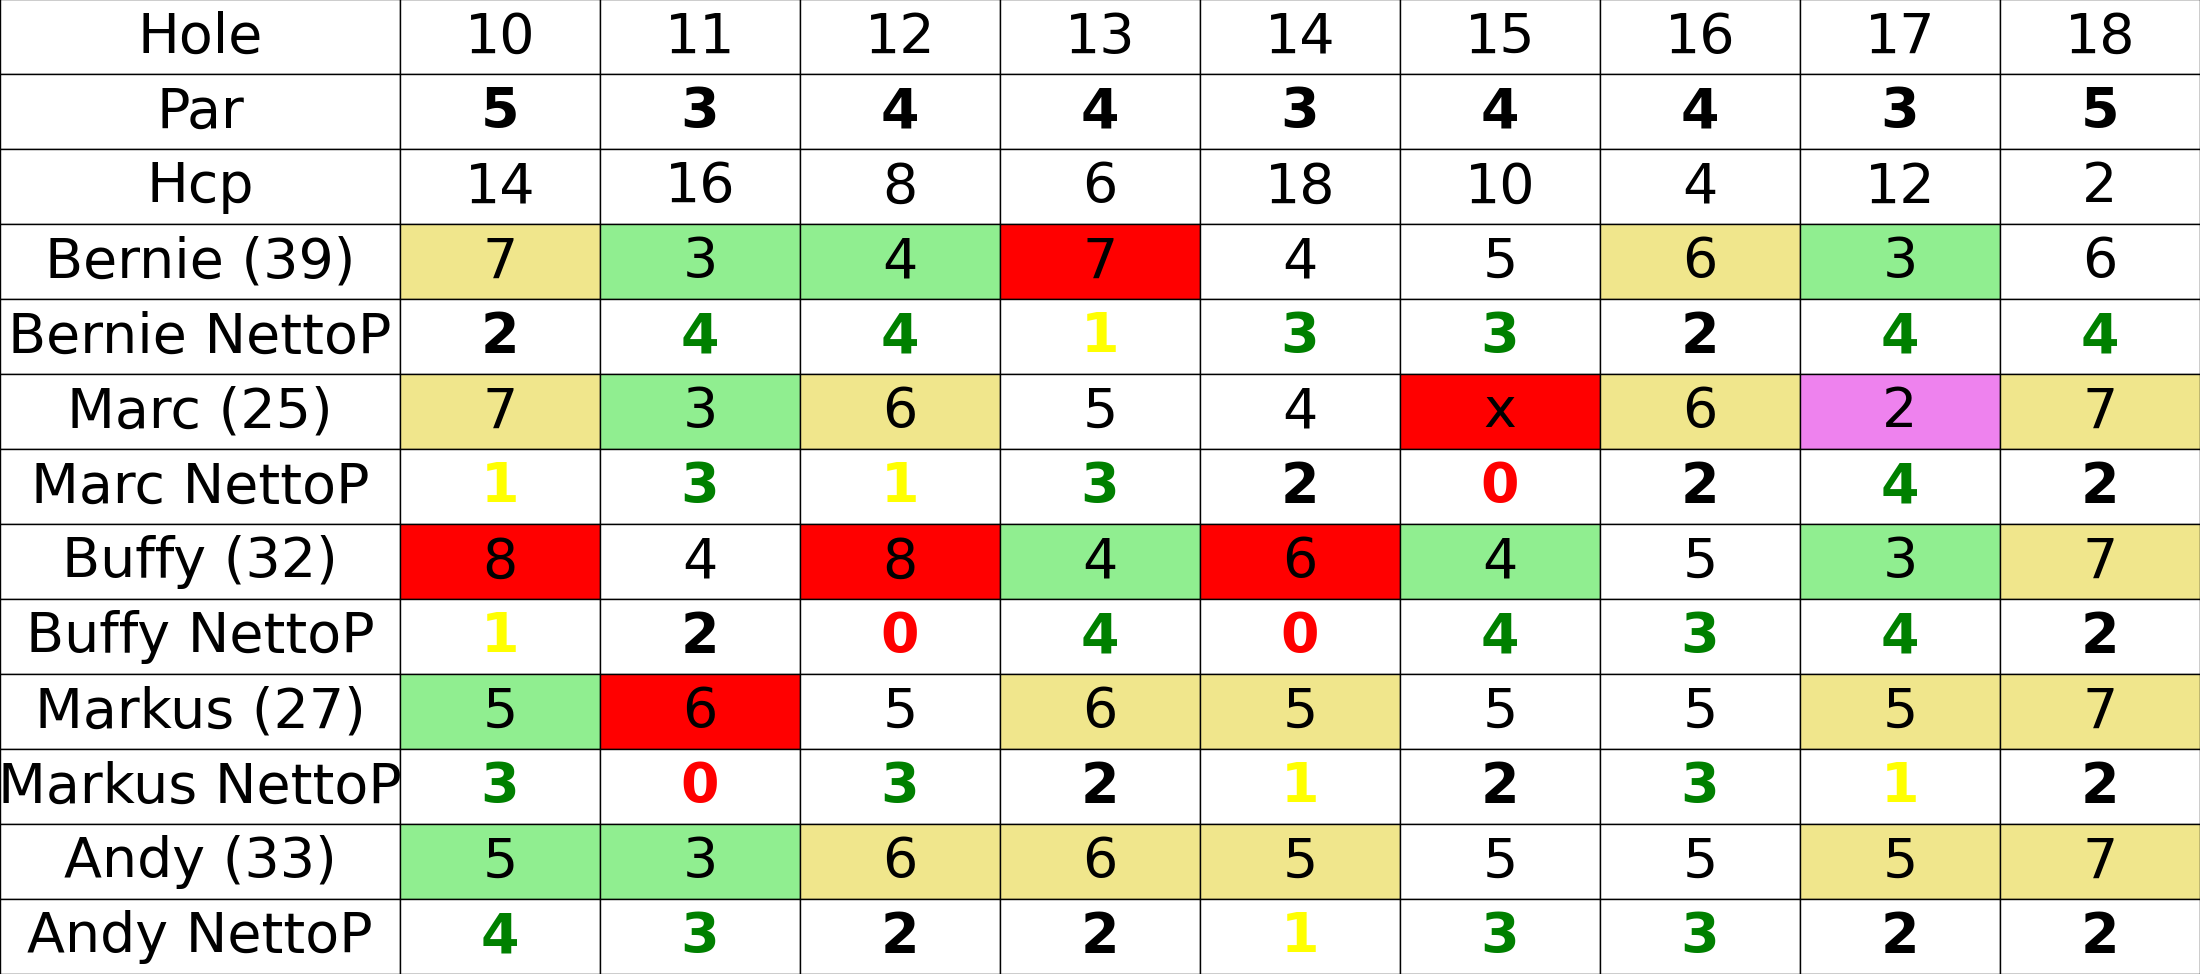 Hole 10 11 12 13 14 15 16 17 18
Par 5 3 4 4 3 4 4 3 5
Hcp 14 16 8 6 18 10 4 12 2
Bernie (39) 7 3 4 7 4 5 6 3 6
Bernie NettoP 2 4 4 1 3 3 2 4 4
Marc (25) 7 3 6 5 4 x 6 2 7
Marc NettoP 1 3 1 3 2 0 2 4 2
Buffy (32) 8 4 8 4 6 4 5 3 7
Buffy NettoP 1 2 0 4 0 4 3 4 2
Markus (27) 5 6 5 6 5 5 5 5 7
Markus NettoP 3 0 3 2 1 2 3 1 2
Andy (33) 5 3 6 6 5 5 5 5 7
Andy NettoP 4 3 2 2 1 3 3 2 2